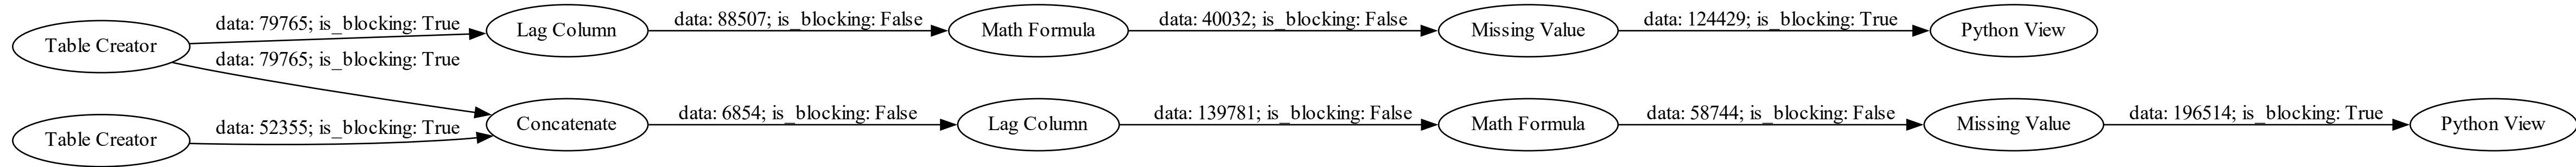 Table Creator
data: 79765; is_blocking: True
Lag Column
data: 88507; is_blocking: False
Math Formula
data: 40032; is_blocking: False
Missing Value
data: 124429; is_blocking: True
Python View
data: 79765; is_blocking: True
Table Creator
data: 52355; is_blocking: True
Concatenate
data: 6854; is_blocking: False
Lag Column
data: 139781; is_blocking: False
Math Formula
data: 58744; is_blocking: False
Missing Value
data: 196514; is_blocking: True
Python View